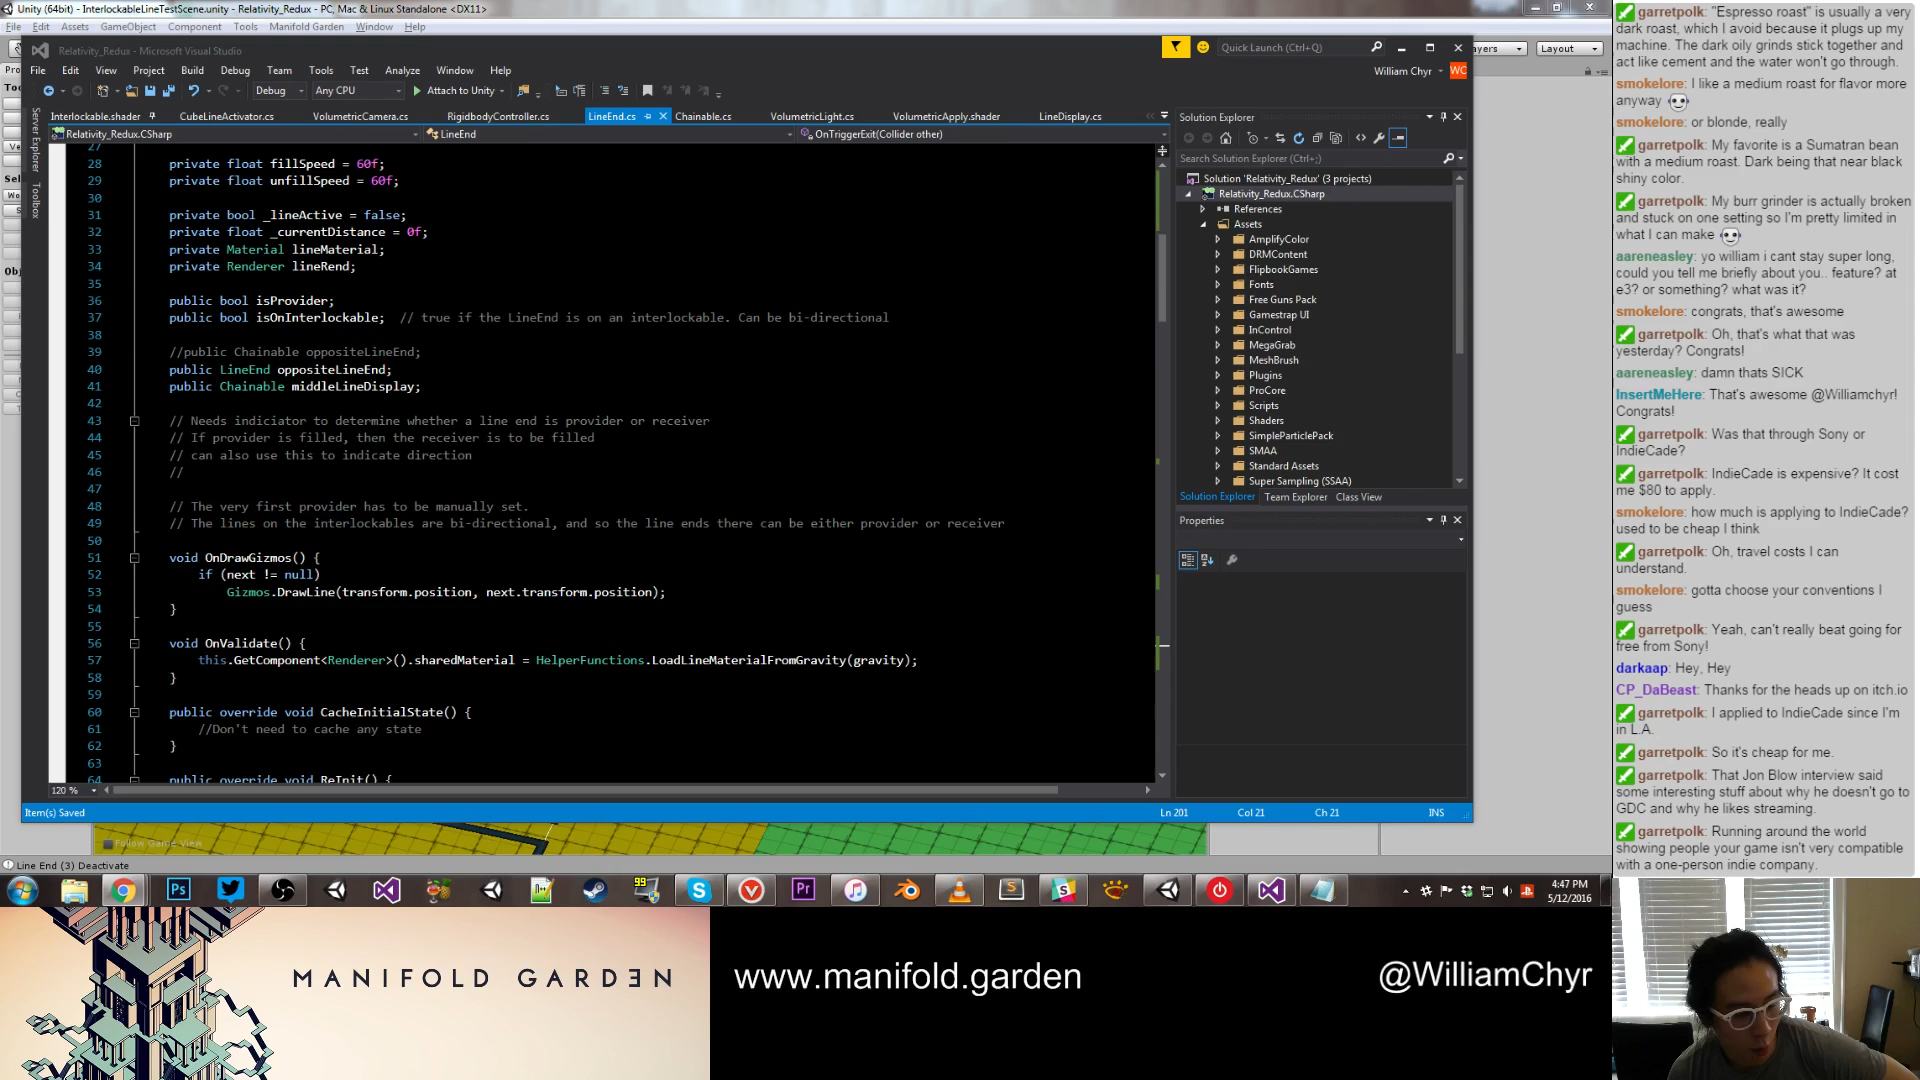 Unity (64bit) - InterlockableLineTestScene.unity - Relativity_Redux - PC, Mac & Linux Standalone <DX11>
File Edit Assets GameObject Component Tools Manifold Garden Window Help
Relativity_Redux - Microsoft Visual Studio
Quick Launch (Ctrl+Q)
Layout
File Edit View Project Build Debug Team Tools Test Analyze Window Help
William Chyr WC
Debug Any CPU Attach to Unity
Server Explorer
Toolbox
Interlockable.shader CubeLineActivator.cs VolumetricCamera.cs RigidbodyController.cs LineEnd.cs Chainable.cs VolumetricLight.cs VolumetricApply.shader LineDisplay.cs
Relativity_Redux.CSharp LineEnd OnTriggerExit(Collider other)
27
28 private float fillSpeed = 60f;
29 private float unfillSpeed = 60f;
30
31 private bool _lineActive = false;
32 private float _currentDistance = 0f;
33 private Material lineMaterial;
34 private Renderer lineRend;
35
36 public bool isProvider;
37 public bool isOnInterlockable; // true if the LineEnd is on an interlockable. Can be bi-directional
38
39 //public Chainable oppositeLineEnd;
40 public LineEnd oppositeLineEnd;
41 public Chainable middleLineDisplay;
42
43 // Needs indiciator to determine whether a line end is provider or receiver
44 // If provider is filled, then the receiver is to be filled
45 // can also use this to indicate direction
46 //
47
48 // The very first provider has to be manually set.
49 // The lines on the interlockables are bi-directional, and so the line ends there can be either provider or receiver
50
51 void OnDrawGizmos() {
52 if (next != null)
53 Gizmos.DrawLine(transform.position, next.transform.position);
54 }
55
56 void OnValidate() {
57 this.GetComponent<Renderer>().sharedMaterial = HelperFunctions.LoadLineMaterialFromGravity(gravity);
58 }
59
60 public override void CacheInitialState() {
61 //Don't need to cache any state
62 }
63
64 public override void ReInit() {
120 %
Item(s) Saved
Ln 201 Col 21 Ch 21 INS
Solution Explorer
Search Solution Explorer (Ctrl+;)
Solution 'Relativity_Redux' (3 projects)
Relativity_Redux.CSharp
References
Assets
AmplifyColor
DRMContent
FlipbookGames
Fonts
Free Guns Pack
Gamestrap UI
InControl
MegaGrab
MeshBrush
Plugins
ProCore
Scripts
Shaders
SimpleParticlePack
SMAA
Standard Assets
Super Sampling (SSAA)
Solution Explorer Team Explorer Class View
Properties
Follow Game View
Line End (3) Deactivate
4:47 PM
5/12/2016
garretpolk: "Espresso roast" is usually a very
dark roast, which I avoid because it plugs up my
machine. The dark oily grinds stick together and
act like cement and the water won't go through.
smokelore: I like a medium roast for flavor more
anyway
smokelore: or blonde, really
garretpolk: My favorite is a Sumatran bean
with a medium roast. Dark being that near black
shiny color.
garretpolk: My burr grinder is actually broken
and stuck on one setting so I'm pretty limited in
what I can make
aareneasley: yo william i cant stay super long,
could you tell me briefly about you.. feature? at
e3? or something? what was it?
smokelore: congrats, that's awesome
garretpolk: Oh, that's what that was
yesterday? Congrats!
aareneasley: damn thats SICK
InsertMeHere: That's awesome @Williamchyr!
Congrats!
garretpolk: Was that through Sony or
IndieCade?
garretpolk: IndieCade is expensive? It cost
me $80 to apply.
smokelore: how much is applying to IndieCade?
used to be cheap I think
garretpolk: Oh, travel costs I can
understand.
smokelore: gotta choose your conventions I
guess
garretpolk: Yeah, can't really beat going for
free from Sony!
darkaap: Hey, Hey
CP_DaBeast: Thanks for the heads up on itch.io
garretpolk: I applied to IndieCade since I'm
in L.A.
garretpolk: So it's cheap for me.
garretpolk: That Jon Blow interview said
some interesting stuff about why he doesn't go to
GDC and why he likes streaming.
garretpolk: Running around the world
showing people your game isn't very compatible
with a one-person indie company.
MANIFOLD GARDEN
www.manifold.garden
@WilliamChyr